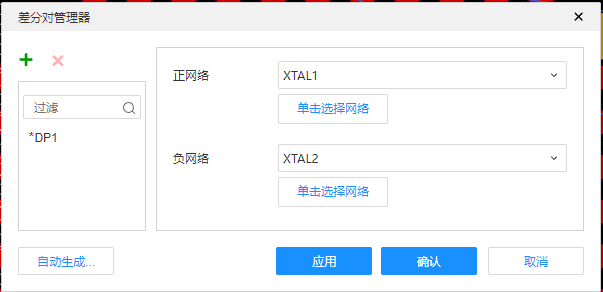 差分对管理器
过滤
*DP1
正网络
XTAL1
单击选择网络
负网络
XTAL2
单击选择网络
自动生成...
应用
确认
取消